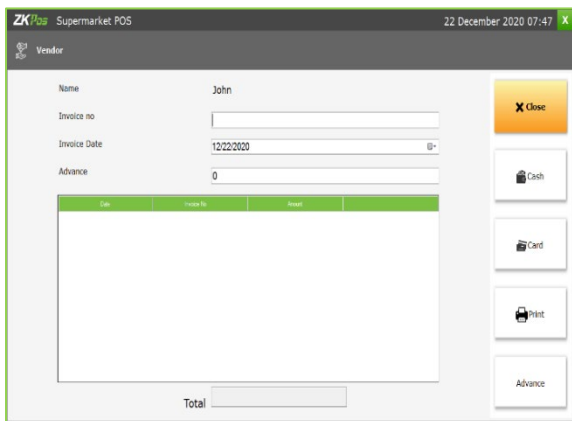 ZKPos Supermarket POS 22 December 2020 07:47 X
Vendor
Name John
Invoice no
Invoice Date 12/22/2020
Advance 0
Date Invoice No Amount
Total
X Close
Cash
Card
Print
Advance